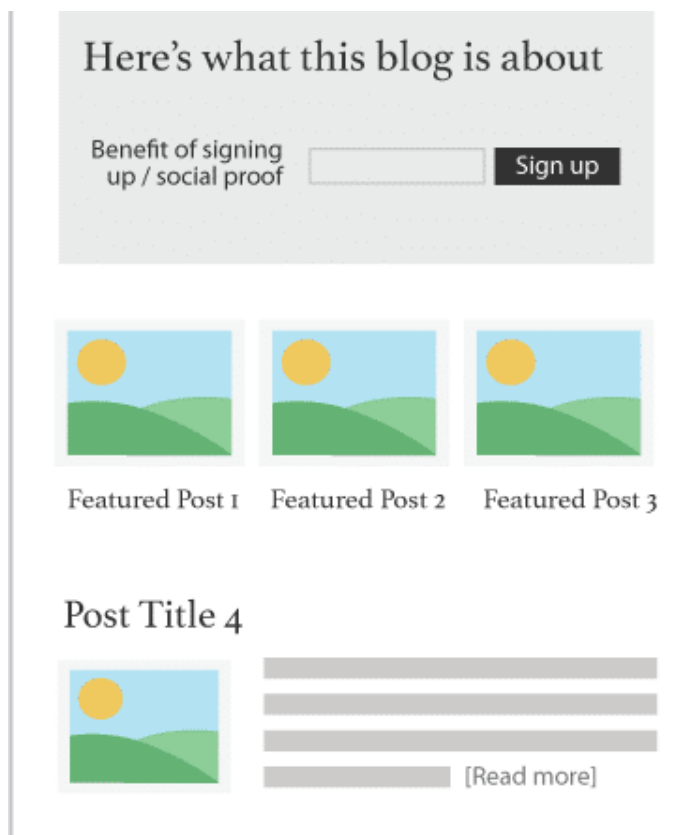 Here’s what this blog is about
Benefit of signing
up / social proof
Sign up
Featured Post 1
Featured Post 2
Featured Post 3
Post Title 4
[Read more]